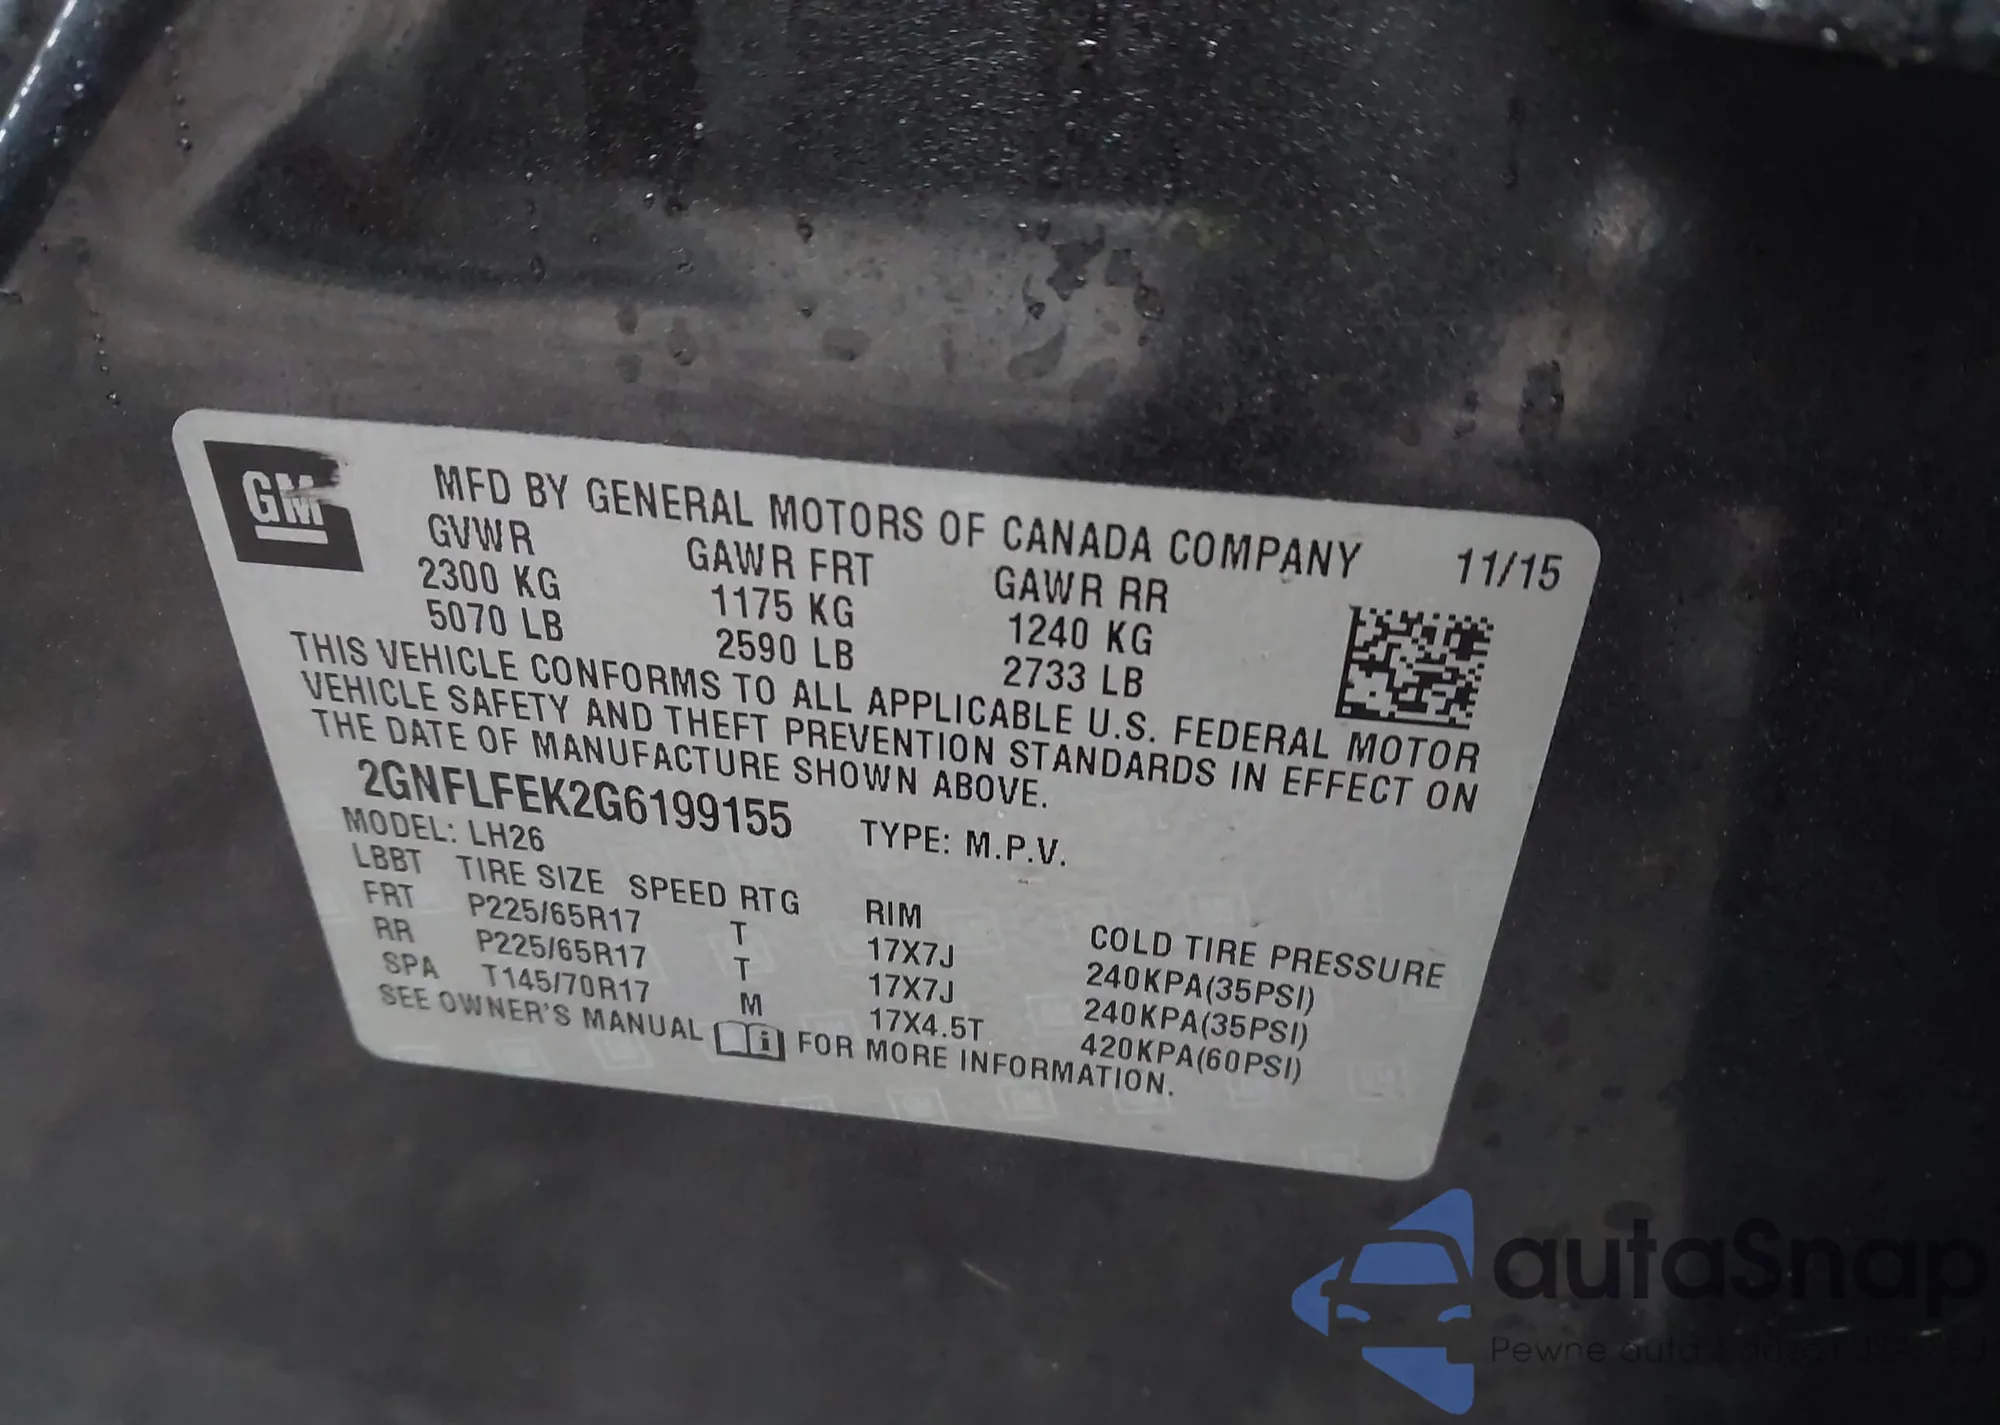 GM
MFD BY GENERAL MOTORS OF CANADA COMPANY 11/15
GVWR GAWR FRT GAWR RR
2300 KG 1175 KG 1240 KG
5070 LB 2590 LB 2733 LB
THIS VEHICLE CONFORMS TO ALL APPLICABLE U.S. FEDERAL MOTOR
VEHICLE SAFETY AND THEFT PREVENTION STANDARDS IN EFFECT ON
THE DATE OF MANUFACTURE SHOWN ABOVE.
2GNFLFEK2G6199155 TYPE: M.P.V.
MODEL: LH26
LBBT TIRE SIZE SPEED RTG RIM COLD TIRE PRESSURE
FRT P225/65R17 T 17X7J 240KPA(35PSI)
RR P225/65R17 T 17X7J 240KPA(35PSI)
SPA T145/70R17 M 17X4.5T 420KPA(60PSI)
SEE OWNER'S MANUAL i FOR MORE INFORMATION.
autaSnap
Pewne auta